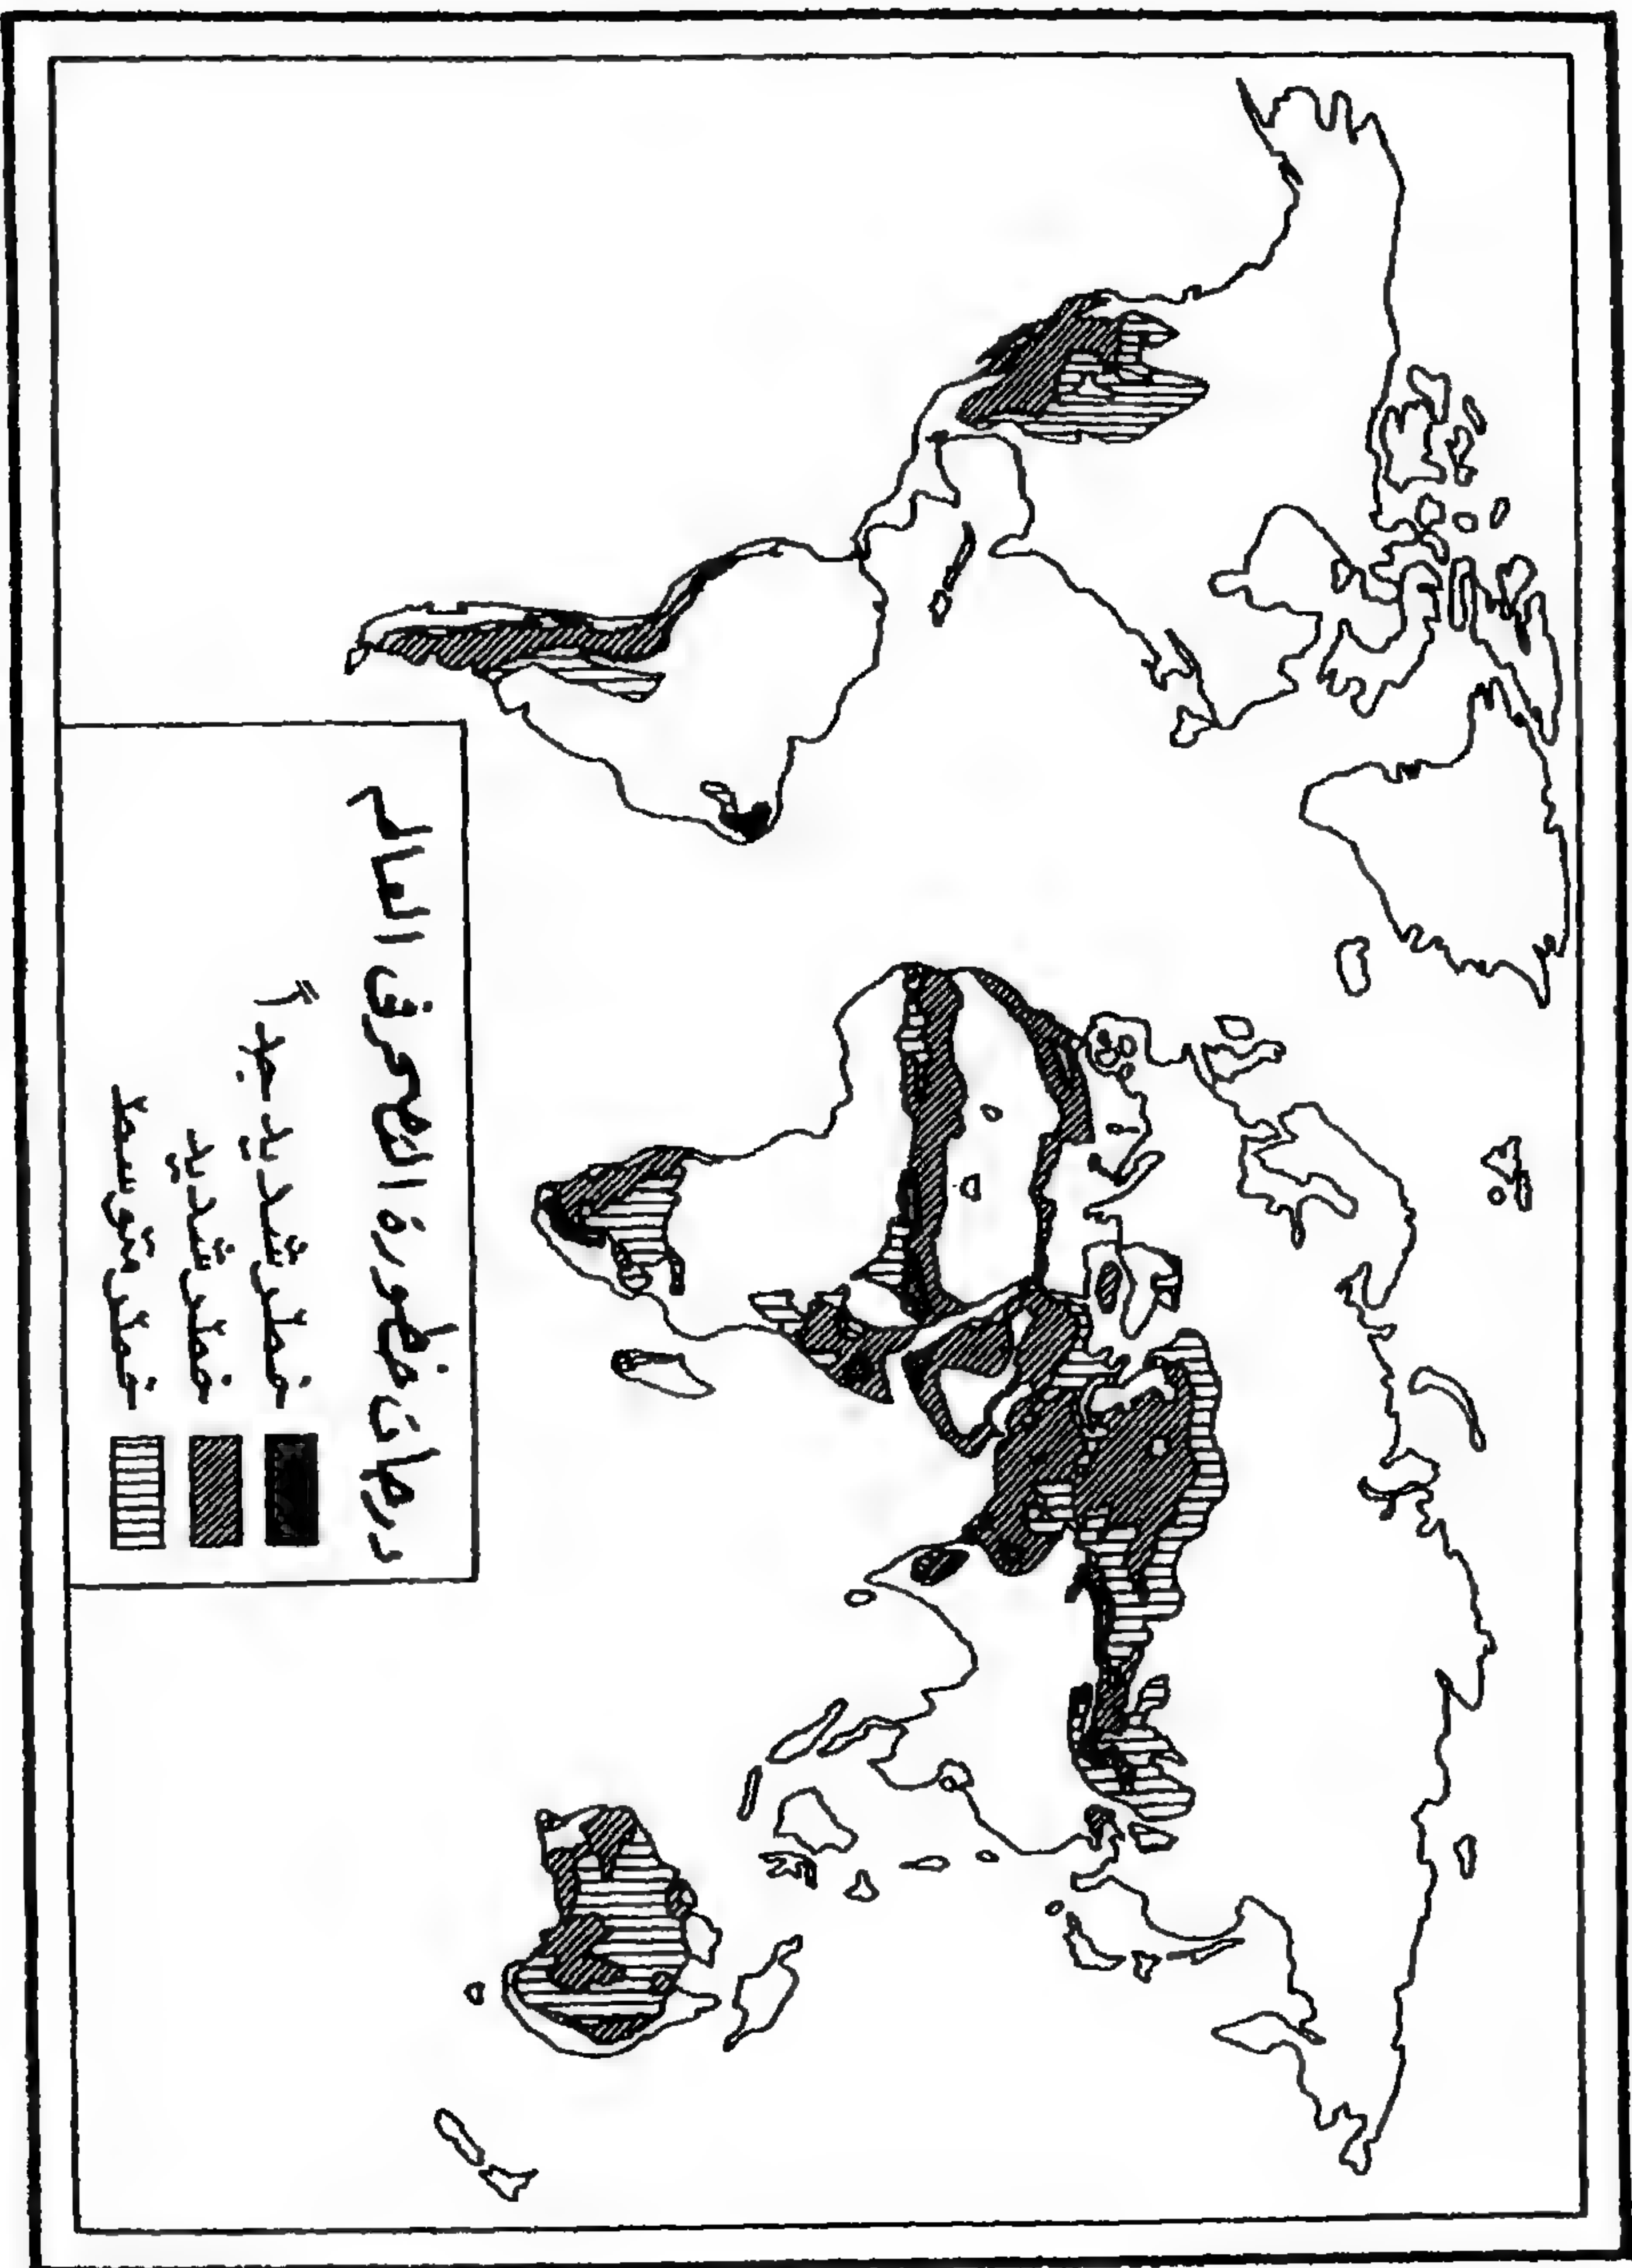 درجات خطورة التصحر في العالم
خطر شديد جداً
خطر شديد
خطر متوسط